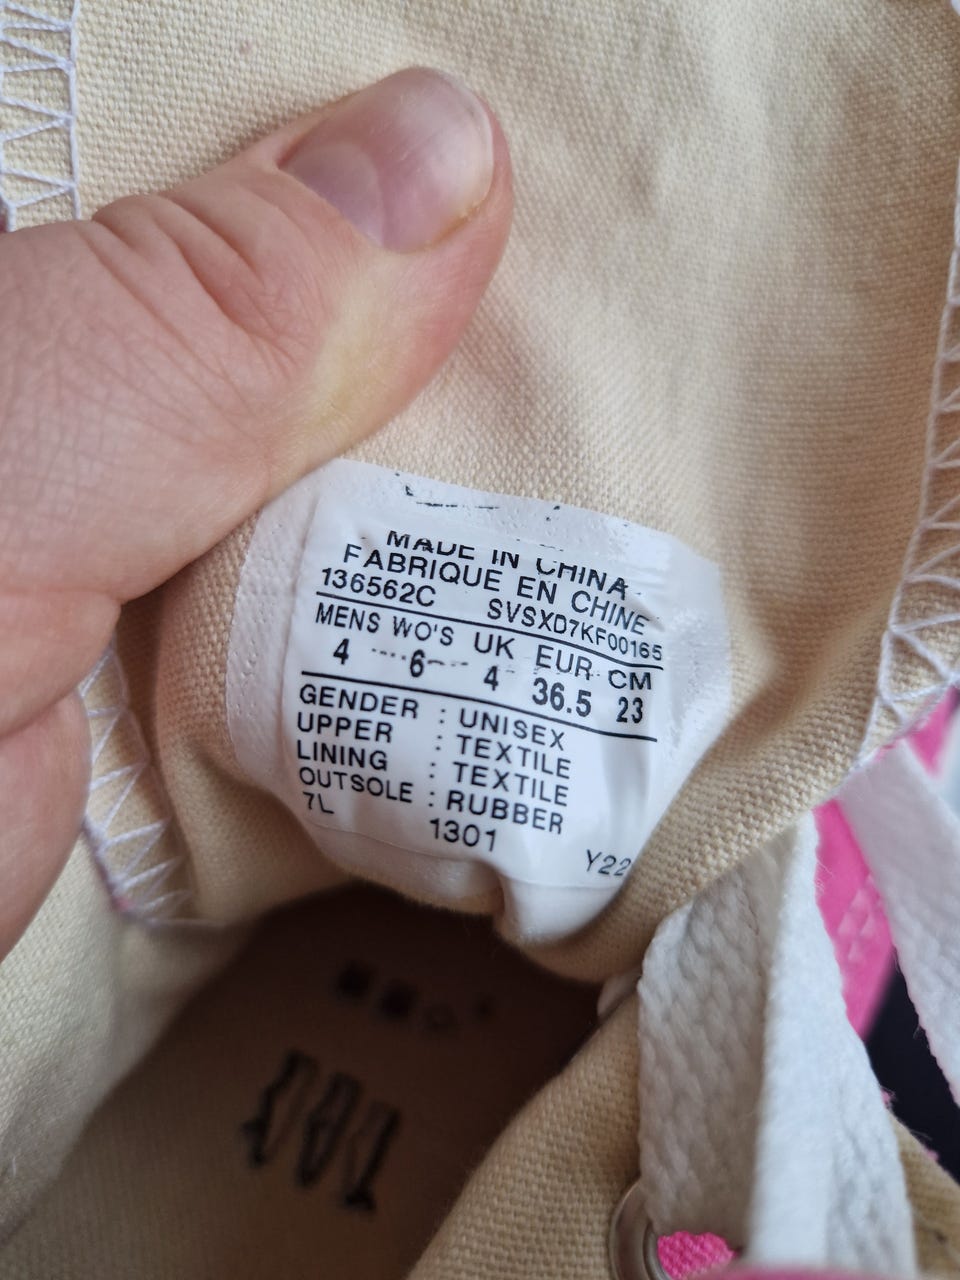 MADE IN CHINA
FABRIQUE EN CHINE
136562C SVSXD7KF00165
MENS WO'S UK EUR CM
4 6 4 36.5 23
GENDER : UNISEX
UPPER : TEXTILE
LINING : TEXTILE
OUTSOLE : RUBBER
7L 1301 Y22